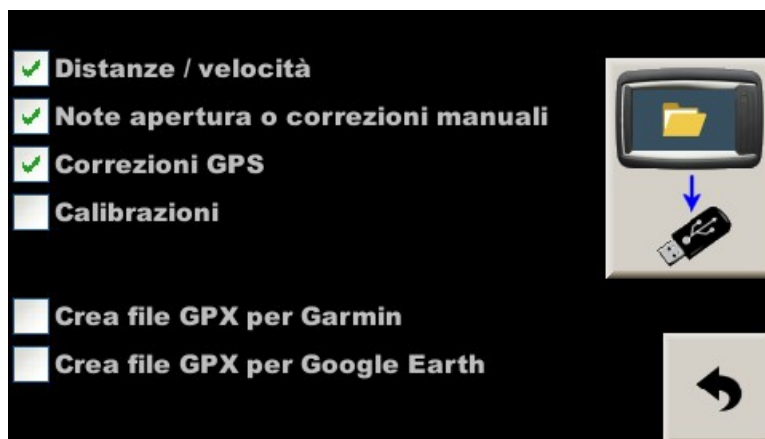 Distanze / velocità
Note apertura o correzioni manuali
Correzioni GPS
Calibrazioni
Crea file GPX per Garmin
Crea file GPX per Google Earth